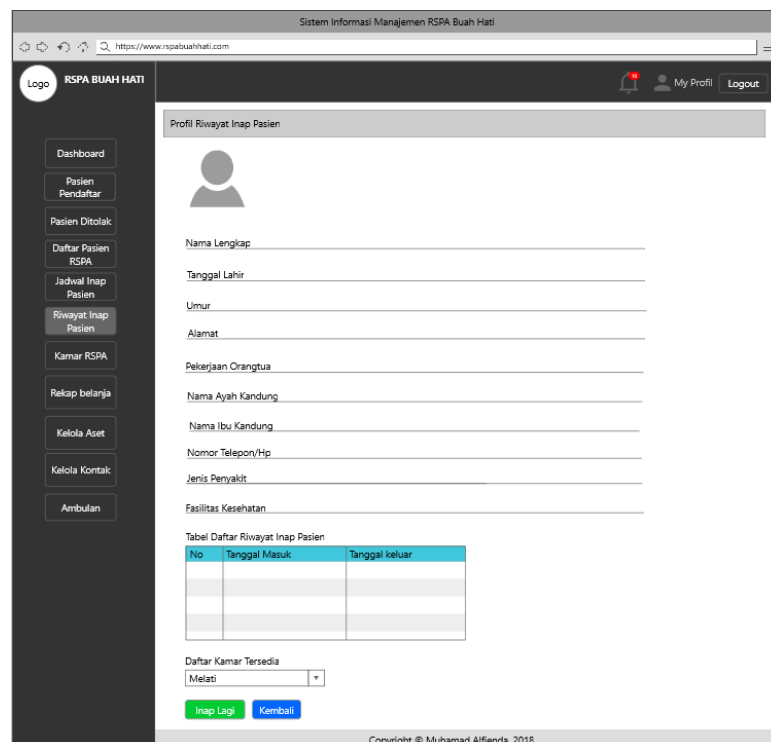 Sistem Informasi Manajemen RSPA Buah Hati
https://www.rspabuahhati.com
Logo
RSPA BUAH HATI
My Profil
Logout
Dashboard
Pasien
Pendaftar
Pasien Ditolak
Daftar Pasien
RSPA
Jadwal Inap
Pasien
Riwayat Inap
Pasien
Kamar RSPA
Rekap belanja
Kelola Aset
Kelola Kontak
Ambulan
Profil Riwayat Inap Pasien
Nama Lengkap
Tanggal Lahir
Umur
Alamat
Pekerjaan Orangtua
Nama Ayah Kandung
Nama Ibu Kandung
Nomor Telepon/Hp
Jenis Penyakit
Fasilitas Kesehatan
Tabel Daftar Riwayat Inap Pasien
No Tanggal Masuk Tanggal keluar
Daftar Kamar Tersedia
Melati
Inap Lagi
Kembali
Copyright © Muhamad Alfienda, 2018